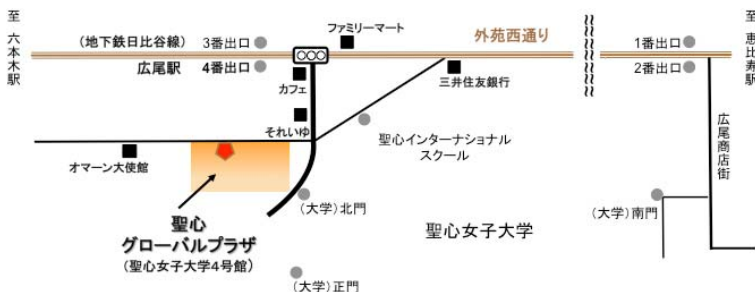 至 六本木駅
(地下鉄日比谷線)
広尾駅
3番出口
4番出口
ファミリーマート
カフェ
それいゆ
外苑西通り
三井住友銀行
1番出口
2番出口
至 恵比寿駅
広尾商店街
オマーン大使館
聖心インターナショナル
スクール
(大学)北門
(大学)南門
聖心女子大学
聖心
グローバルプラザ
(聖心女子大学4号館)
(大学)正門